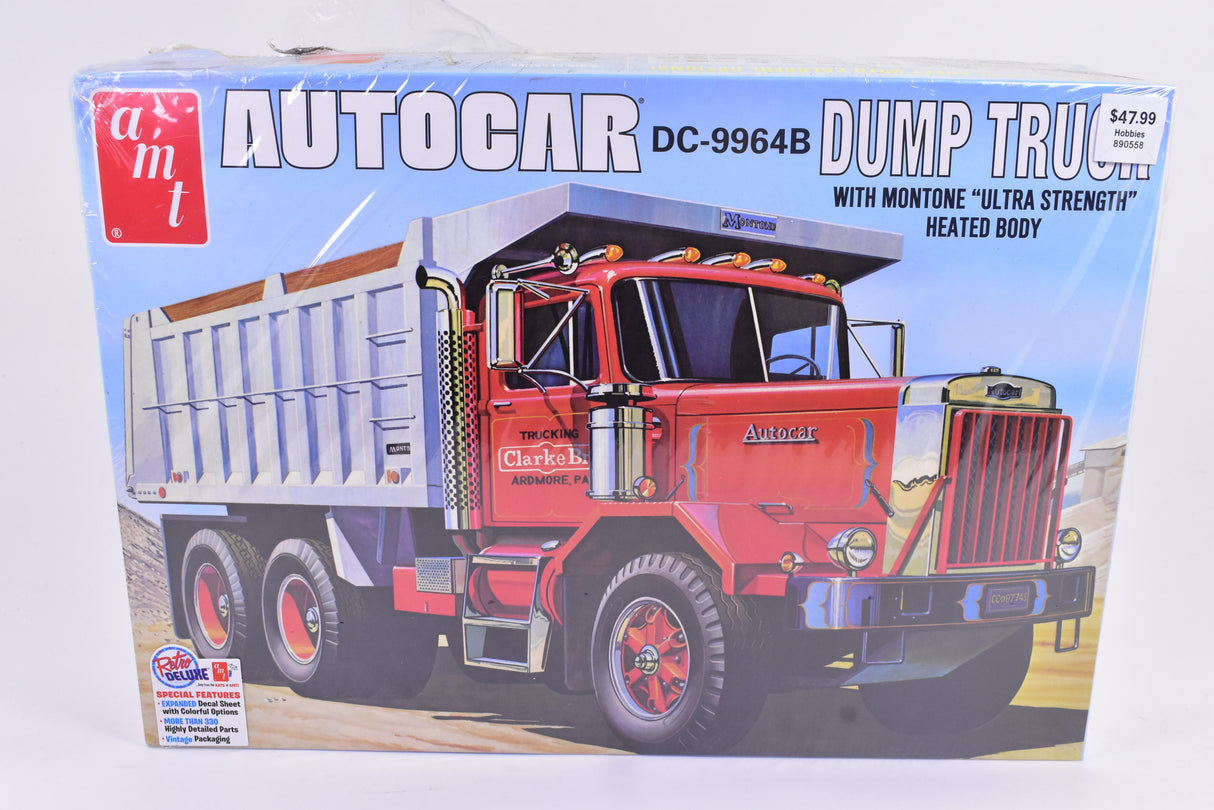 amt
®
AUTOCAR®
DC-9964B
DUMP TRUCK
WITH MONTONE “ULTRA STRENGTH”
HEATED BODY
$47.99
Hobbies
890558
MONTONE
AUTOCAR
Autocar
TRUCKING
Clarke
ARDMORE, PA
Retro
DELUXE
amt
SPECIAL FEATURES
• EXPANDED Decal Sheet
with Colorful Options
• MORE THAN 330
Highly Detailed Parts
• Vintage Packaging